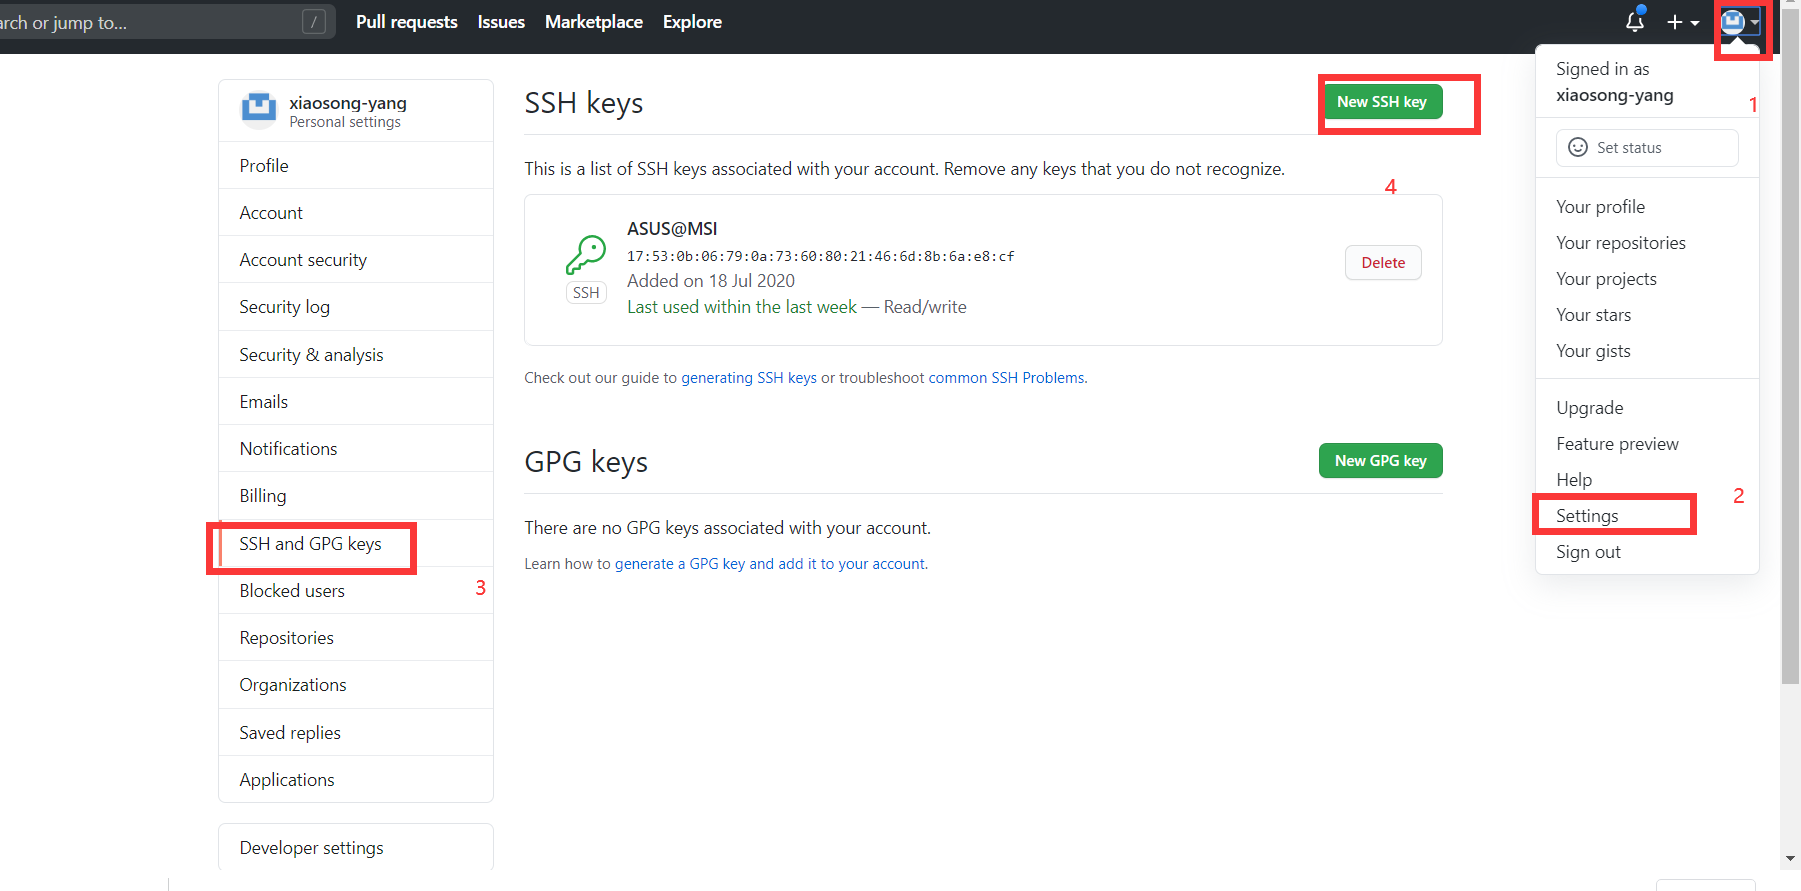 arch or jump to...
/
Pull requests
Issues
Marketplace
Explore
xiaosong-yang
Personal settings
Profile
Account
Account security
Security log
Security & analysis
Emails
Notifications
Billing
SSH and GPG keys
3
Blocked users
Repositories
Organizations
Saved replies
Applications
Developer settings
SSH keys
New SSH key
This is a list of SSH keys associated with your account. Remove any keys that you do not recognize.
4
ASUS@MSI
17:53:0b:06:79:0a:73:60:80:21:46:6d:8b:6a:e8:cf
SSH
Added on 18 Jul 2020
Last used within the last week — Read/write
Delete
Check out our guide to generating SSH keys or troubleshoot common SSH Problems.
GPG keys
New GPG key
There are no GPG keys associated with your account.
Learn how to generate a GPG key and add it to your account.
Signed in as
xiaosong-yang
1
Set status
Your profile
Your repositories
Your projects
Your stars
Your gists
Upgrade
Feature preview
Help
2
Settings
Sign out